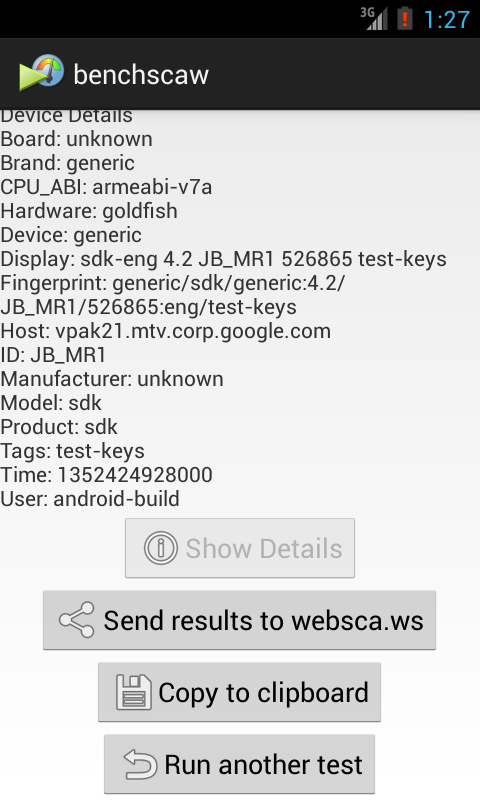 3G
1:27
benchscaw
Device Details
Board: unknown
Brand: generic
CPU_ABI: armeabi-v7a
Hardware: goldfish
Device: generic
Display: sdk-eng 4.2 JB_MR1 526865 test-keys
Fingerprint: generic/sdk/generic:4.2/
JB_MR1/526865:eng/test-keys
Host: vpak21.mtv.corp.google.com
ID: JB_MR1
Manufacturer: unknown
Model: sdk
Product: sdk
Tags: test-keys
Time: 1352424928000
User: android-build
Show Details
Send results to websca.ws
Copy to clipboard
Run another test